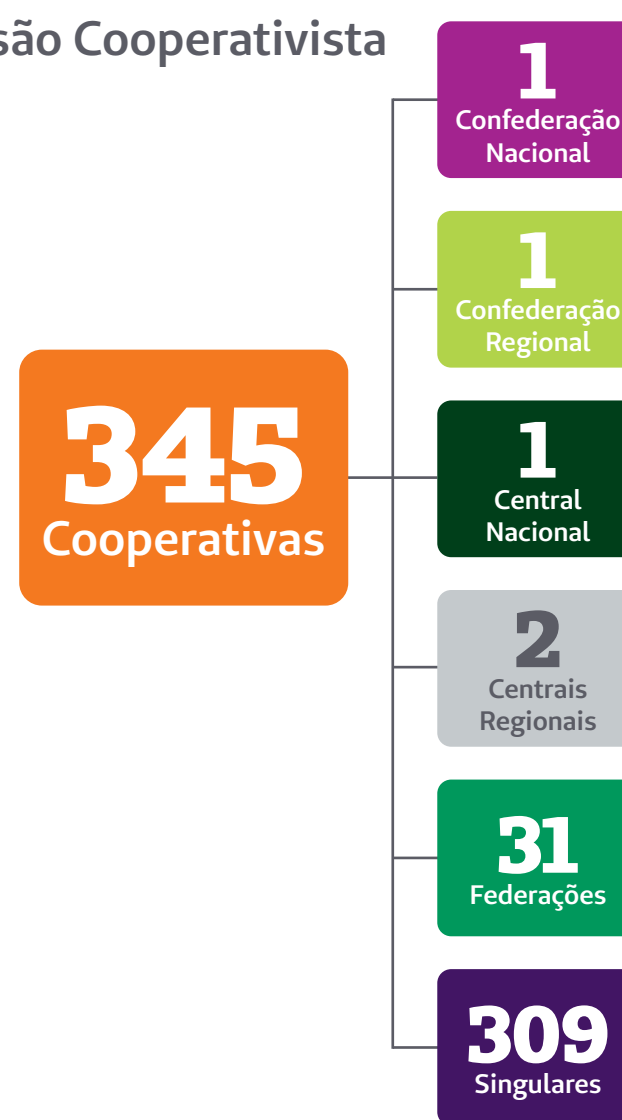 são Cooperativista
345
Cooperativas
1
Confederação
Nacional
1
Confederação
Regional
1
Central
Nacional
2
Centrais
Regionais
31
Federações
309
Singulares